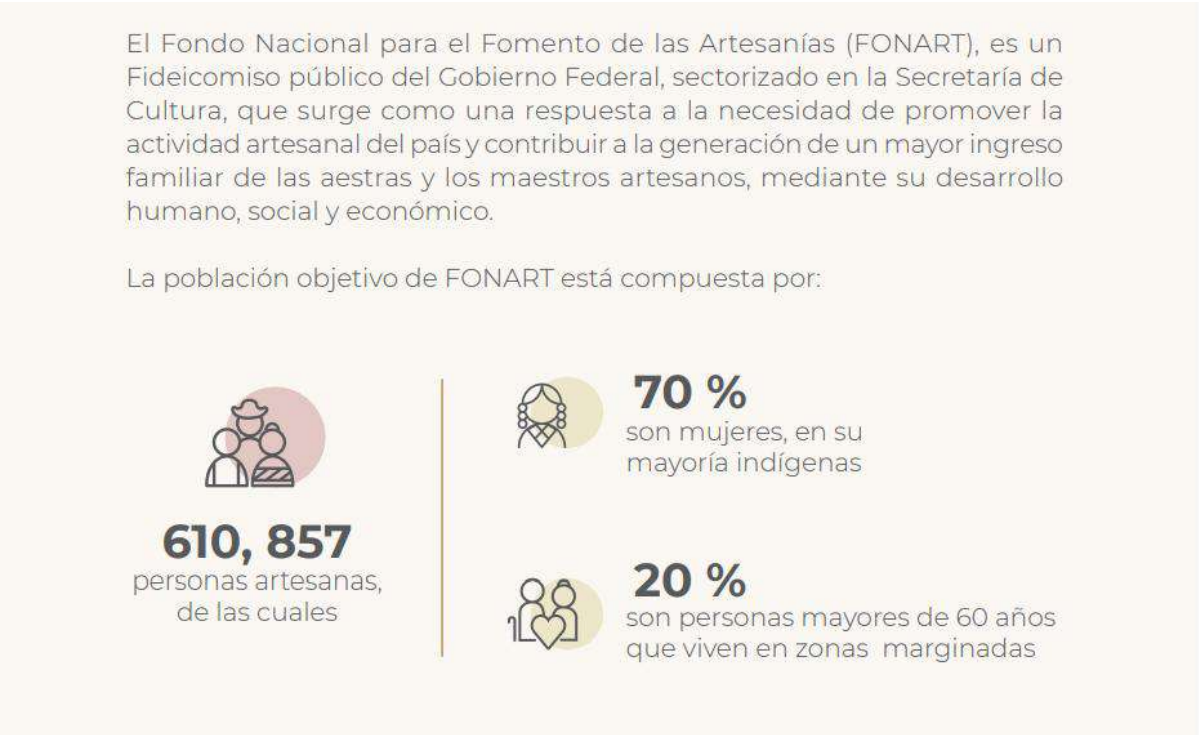 El Fondo Nacional para el Fomento de las Artesanías (FONART), es un
Fideicomiso público del Gobierno Federal, sectorizado en la Secretaría de
Cultura, que surge como una respuesta a la necesidad de promover la
actividad artesanal del país y contribuir a la generación de un mayor ingreso
familiar de las aestras y los maestros artesanos, mediante su desarrollo
humano, social y económico.
La población objetivo de FONART está compuesta por:
610, 857
personas artesanas,
de las cuales
70 %
son mujeres, en su
mayoría indígenas
20 %
son personas mayores de 60 años
que viven en zonas marginadas